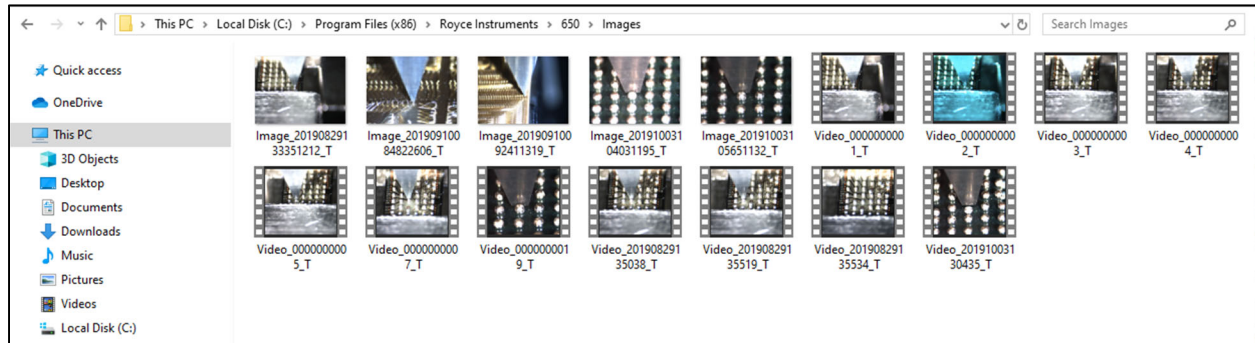 This PC > Local Disk (C:) > Program Files (x86) > Royce Instruments > 650 > Images
Search Images
Quick access
OneDrive
This PC
3D Objects
Desktop
Documents
Downloads
Music
Pictures
Videos
Local Disk (C:)
Image_201908291
33351212_T
Image_201909100
84822606_T
Image_201909100
92411319_T
Image_201910031
04031195_T
Image_201910031
05651132_T
Video_000000000
1_T
Video_000000000
2_T
Video_000000000
3_T
Video_000000000
4_T
Video_000000000
5_T
Video_000000000
7_T
Video_000000001
9_T
Video_201908291
35038_T
Video_201908291
35519_T
Video_201908291
35534_T
Video_201910031
30435_T